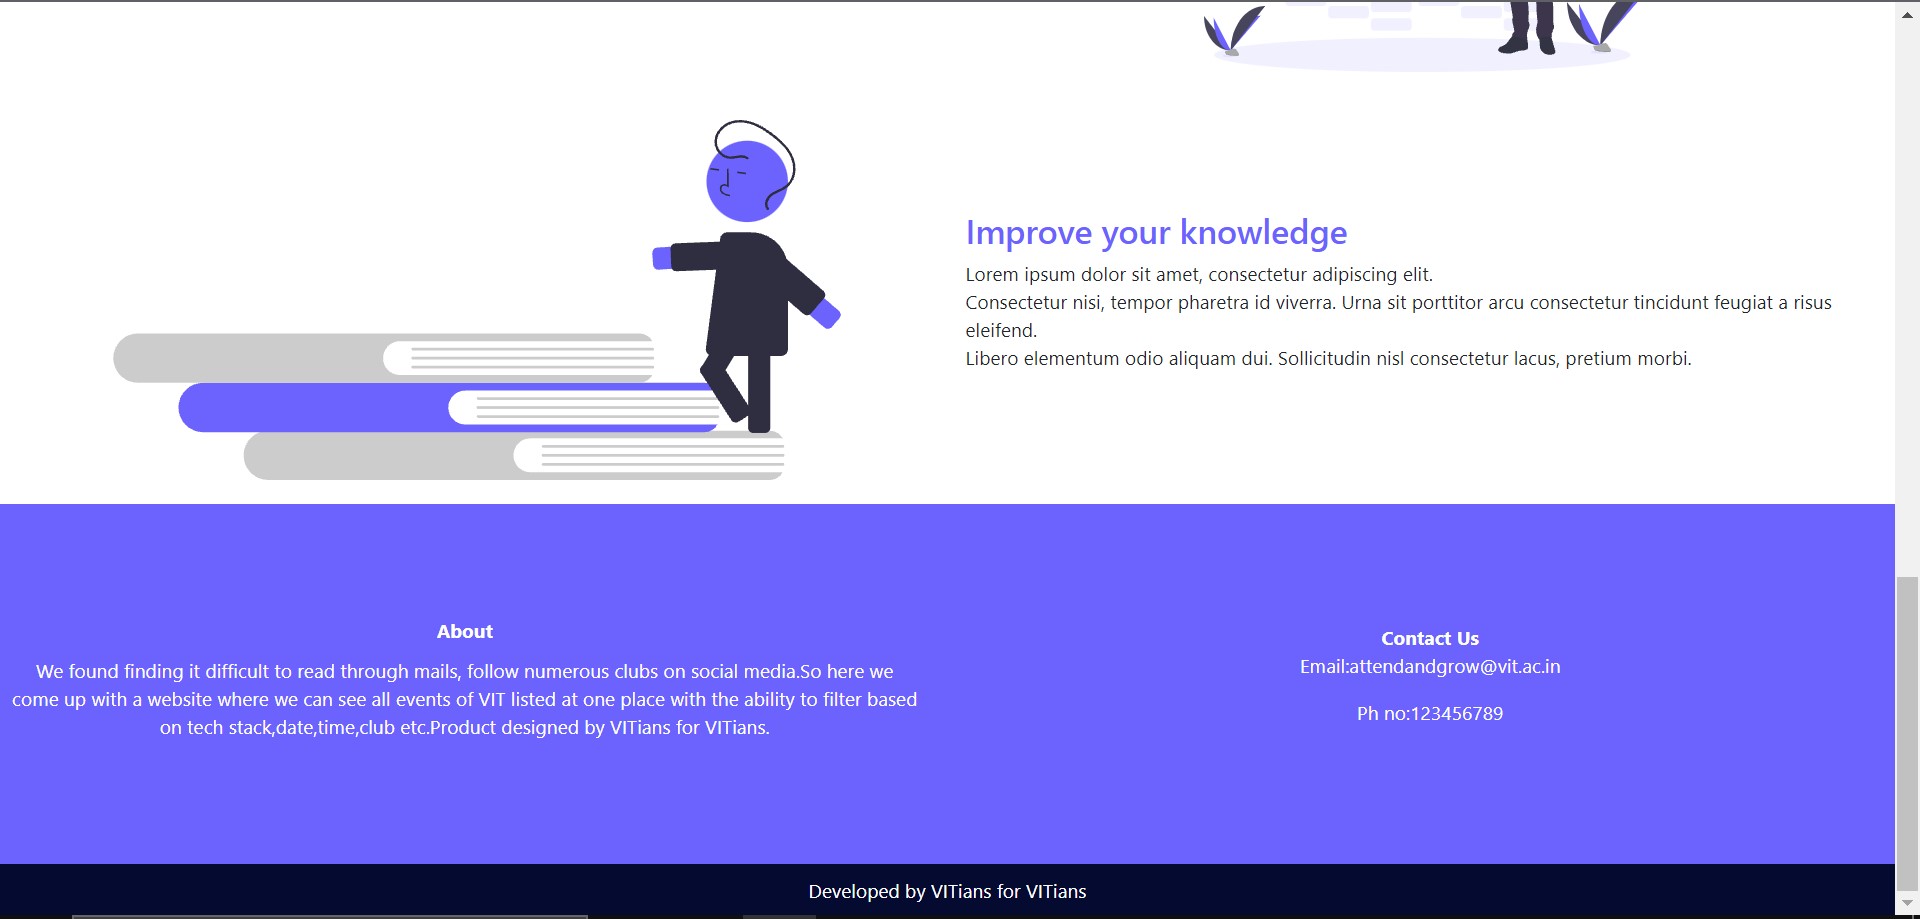 Improve your knowledge
Lorem ipsum dolor sit amet, consectetur adipiscing elit.
Consectetur nisi, tempor pharetra id viverra. Urna sit porttitor arcu consectetur tincidunt feugiat a risus
eleifend.
Libero elementum odio aliquam dui. Sollicitudin nisl consectetur lacus, pretium morbi.
About
We found finding it difficult to read through mails, follow numerous clubs on social media.So here we
come up with a website where we can see all events of VIT listed at one place with the ability to filter based
on tech stack,date,time,club etc.Product designed by VITians for VITians.
Contact Us
Email:attendandgrow@vit.ac.in
Ph no:123456789
Developed by VITians for VITians